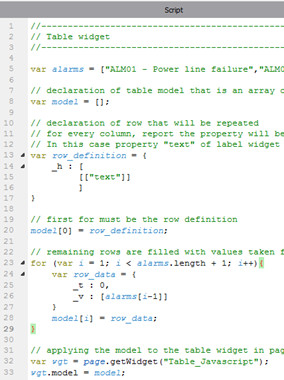 Script
1 //----------------------------------------
2 // Table widget
3 //----------------------------------------
4
5 var alarms = ["ALM01 - Power line failure","ALM0
6
7 // declaration of table model that is an array o
8 var model = [];
9
10 // declaration of row that will be repeated
11 // for every column, report the property will be
12 // In this case property "text" of label widget
13 var row_definition = {
14 _h : [
15 [["text"]]
16 ]
17 }
18
19 // first for must be the row definition
20 model[0] = row_definition;
21
22 // remaining rows are filled with values taken f
23 for (var i = 1; i < alarms.length + 1; i++){
24 var row_data = {
25 _t : 0,
26 _v : [alarms[i-1]]
27 }
28 model[i] = row_data;
29 }
30
31 // applying the model to the table widget in pag
32 var wgt = page.getWidget("Table_Javascript");
33 wgt.model = model;